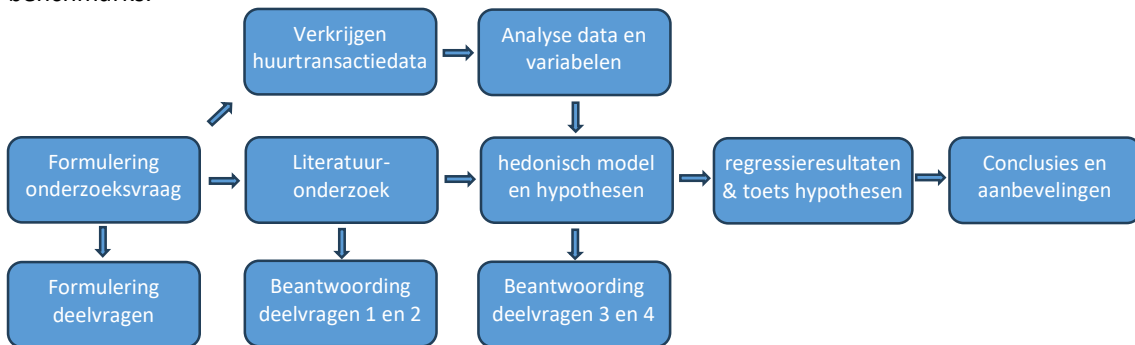 benchmarks.
Verkrijgen
huurtransactiedata
Analyse data en
variabelen
Formulering
onderzoeksvraag
Literatuur-
onderzoek
hedonisch model
en hypothesen
regressieresultaten
& toets hypothesen
Conclusies en
aanbevelingen
Formulering
deelvragen
Beantwoording
deelvragen 1 en 2
Beantwoording
deelvragen 3 en 4